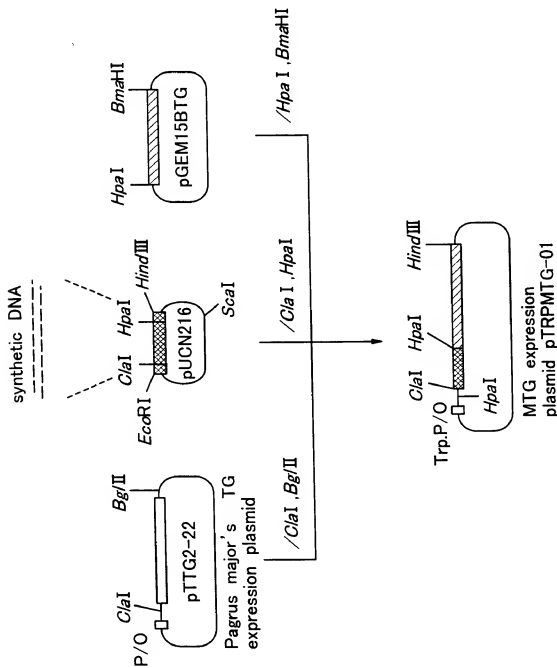 synthetic DNA
P/O
ClaI
BglII
pTTG2-22
Pagrus major's TG
expression plasmid
EcoRI
ClaI
HpaI
HindIII
pUCN216
ScaI
HpaI
BmaHI
pGEM15BTG
/ClaI,BglII
/ClaI,HpaI
/HpaI,BmaHI
Trp.P/O
ClaI
HpaI
HindIII
HpaI
MTG expression
plasmid pTRPMTG-01